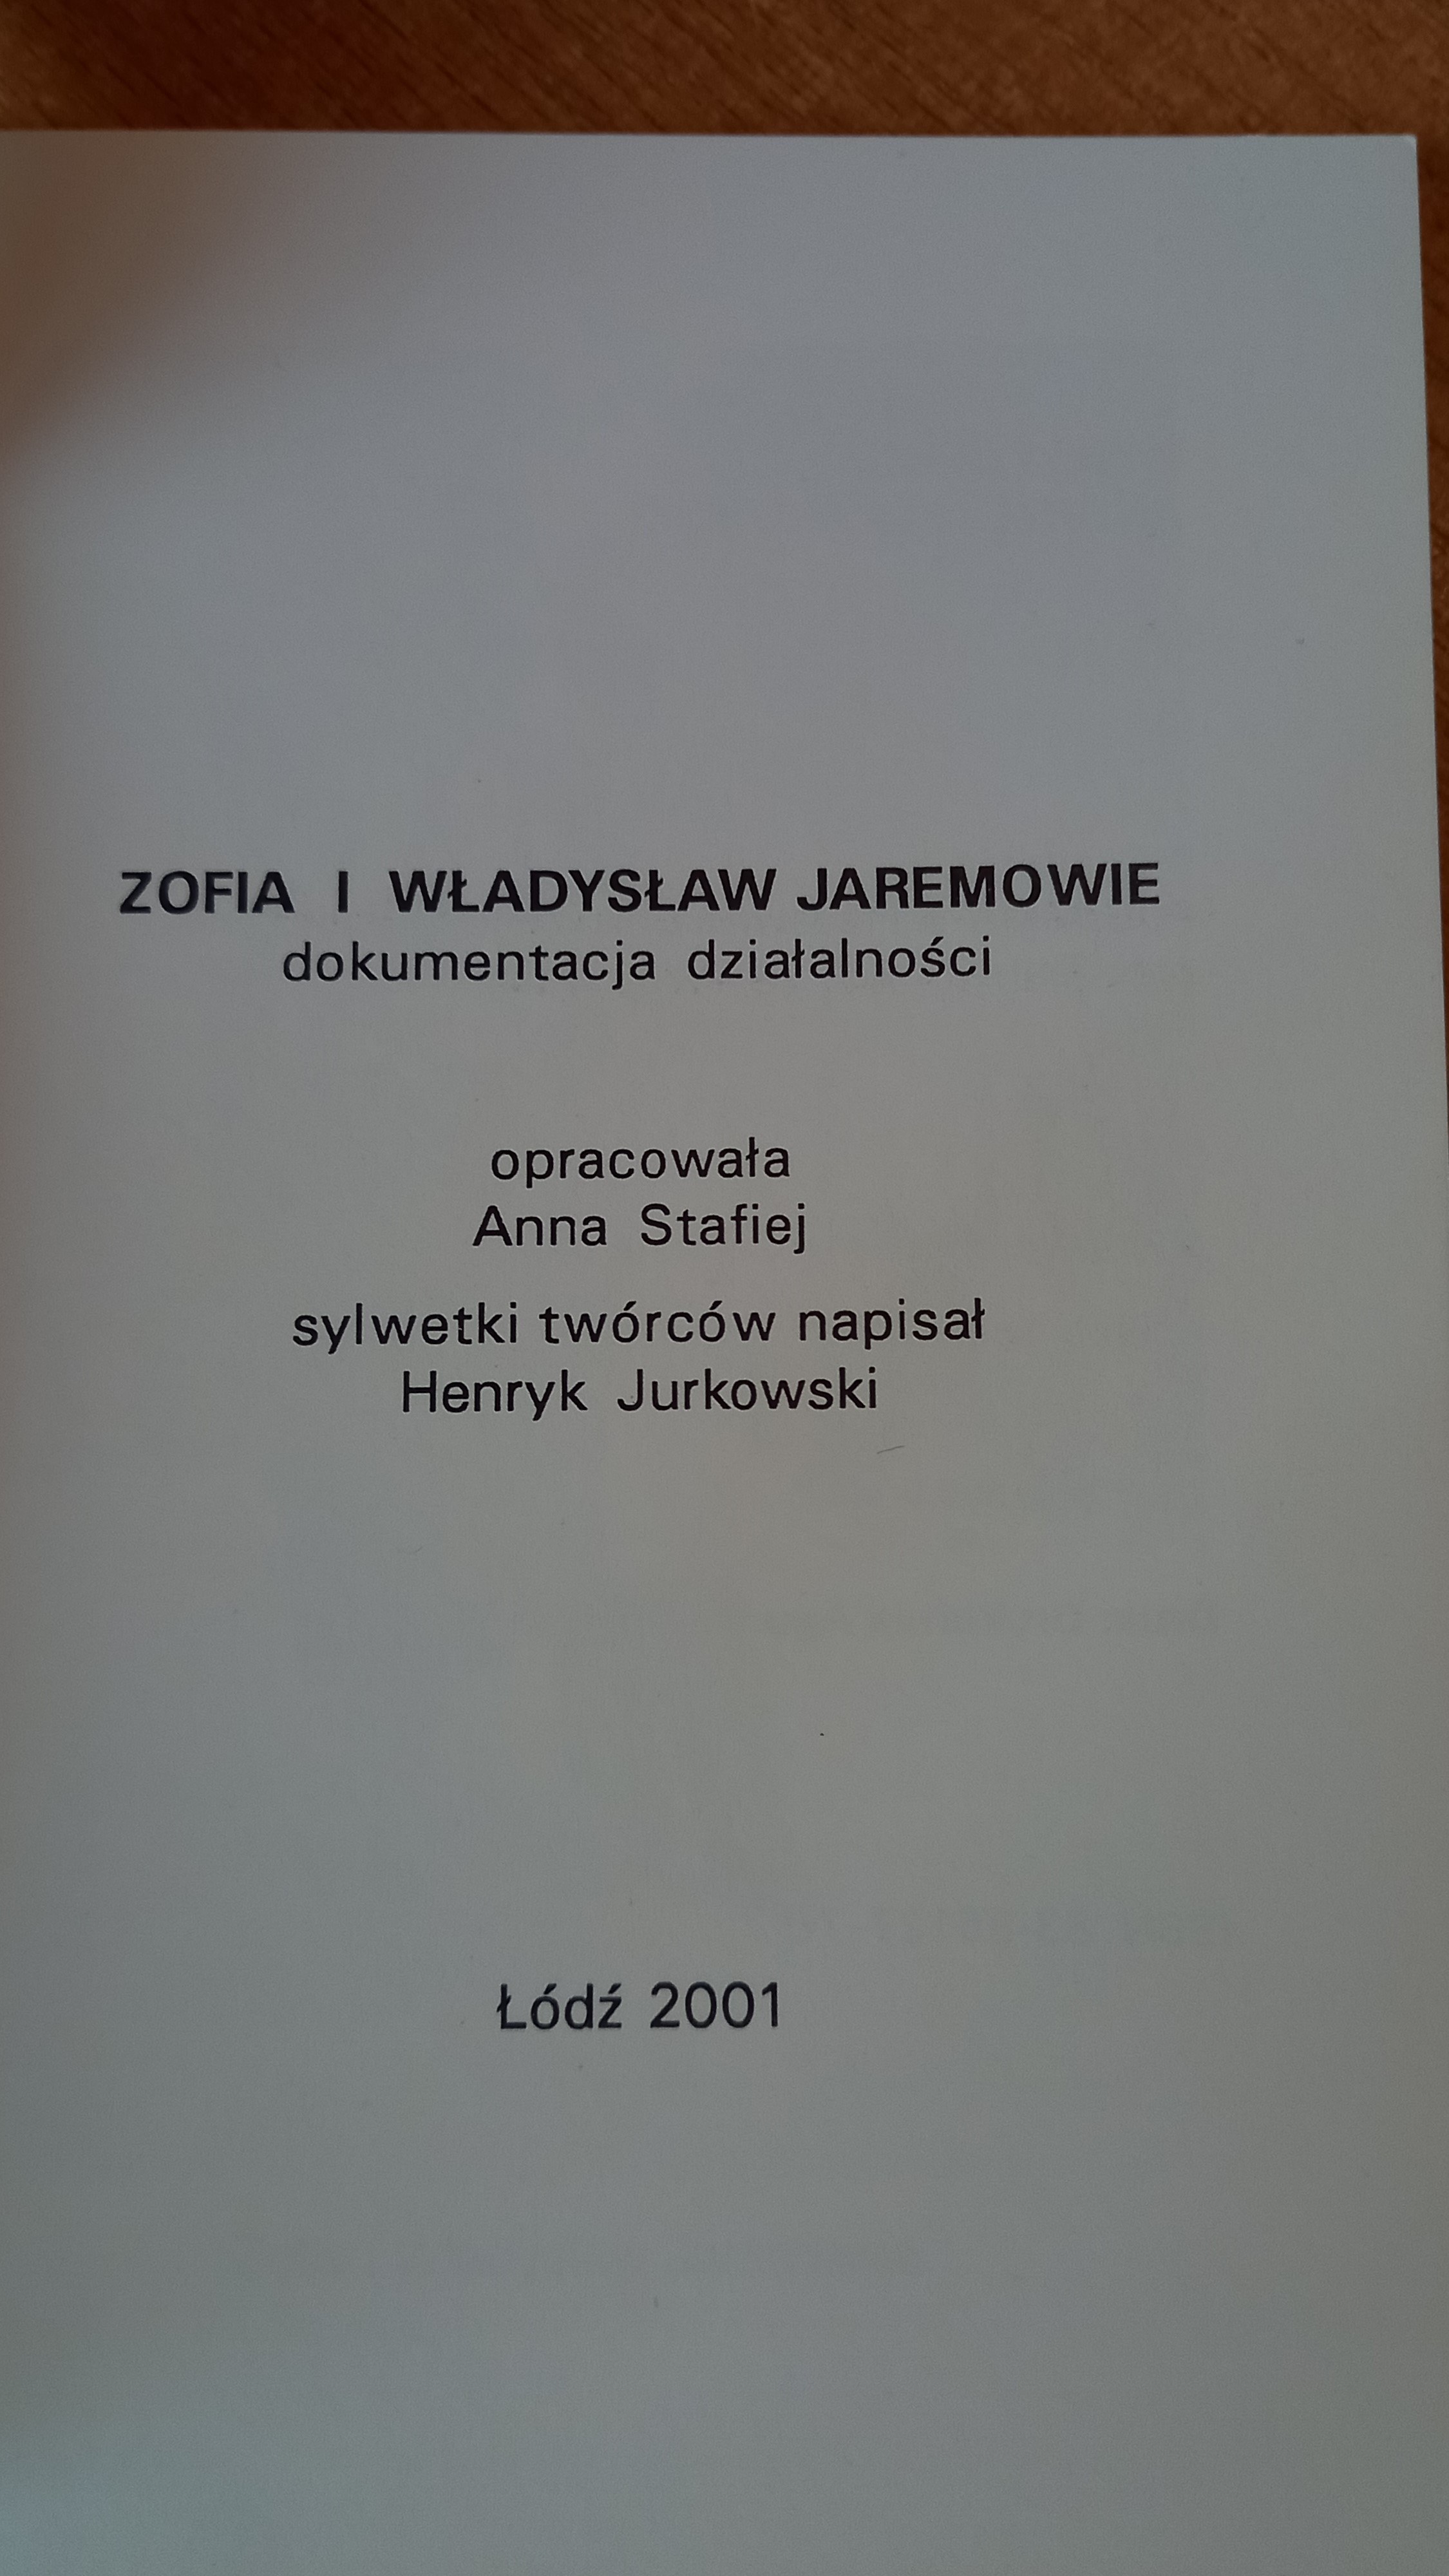 ZOFIA I WŁADYSŁAW JAREMOWIE
dokumentacja działalności
opracowała
Anna Stafiej
sylwetki twórców napisał
Henryk Jurkowski
Łódź 2001